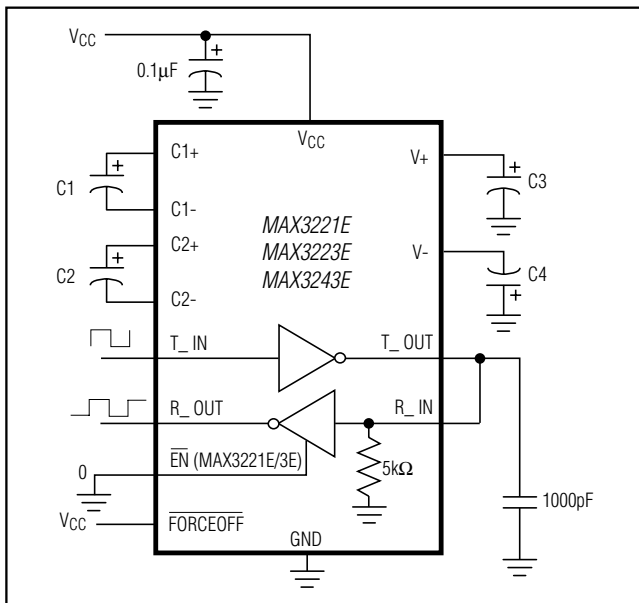 VCC
0.1μF
VCC
C1
C1+
C1-
C2
C2+
C2-
MAX3221E
MAX3223E
MAX3243E
V+
C3
V-
C4
T_ IN
T_ OUT
R_ OUT
R_ IN
0
EN (MAX3221E/3E)
5kΩ
1000pF
VCC
FORCEOFF
GND